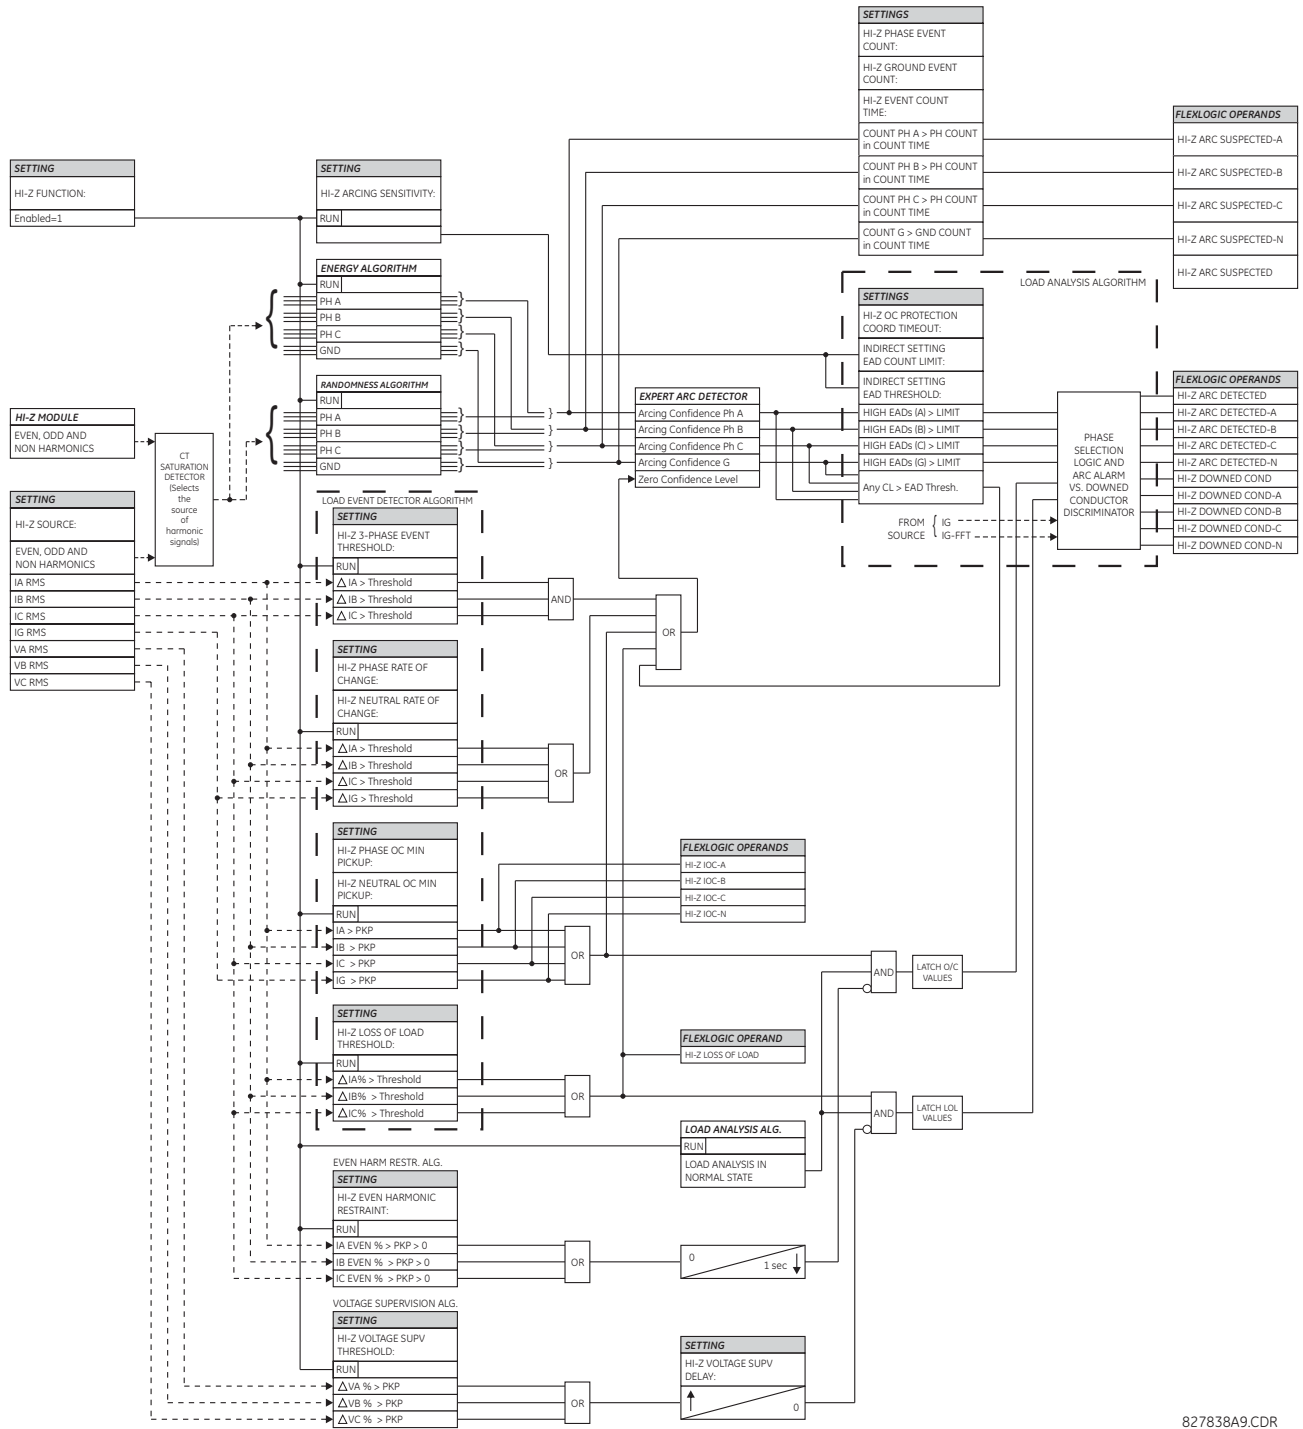 SETTING
HI-Z FUNCTION:
Enabled=1
HI-Z MODULE
EVEN, ODD AND
NON HARMONICS
SETTING
HI-Z SOURCE:
EVEN, ODD AND
NON HARMONICS
IA RMS
IB RMS
IC RMS
IG RMS
VA RMS
VB RMS
VC RMS
CT
SATURATION
DETECTOR
(Selects
the
source
of
harmonic
signals)
SETTING
HI-Z ARCING SENSITIVITY:
RUN
ENERGY ALGORITHM
RUN
PH A
PH B
PH C
GND
RANDOMNESS ALGORITHM
RUN
PH A
PH B
PH C
GND
LOAD EVENT DETECTOR ALGORITHM
SETTING
HI-Z 3-PHASE EVENT
THRESHOLD:
RUN
△ IA > Threshold
△ IB > Threshold
△ IC > Threshold
AND
SETTING
HI-Z PHASE RATE OF
CHANGE:
HI-Z NEUTRAL RATE OF
CHANGE:
RUN
△IA > Threshold
△IB > Threshold
△IC > Threshold
△IG > Threshold
OR
OR
SETTING
HI-Z PHASE OC MIN
PICKUP:
HI-Z NEUTRAL OC MIN
PICKUP:
RUN
IA > PKP
IB > PKP
IC > PKP
IG > PKP
OR
SETTING
HI-Z LOSS OF LOAD
THRESHOLD:
RUN
△IA% > Threshold
△IB% > Threshold
△IC% > Threshold
OR
EVEN HARM RESTR. ALG.
SETTING
HI-Z EVEN HARMONIC
RESTRAINT:
RUN
IA EVEN % > PKP > 0
IB EVEN % > PKP > 0
IC EVEN % > PKP > 0
OR
VOLTAGE SUPERVISION ALG.
SETTING
HI-Z VOLTAGE SUPV
THRESHOLD:
RUN
△VA % > PKP
△VB % > PKP
△VC % > PKP
OR
EXPERT ARC DETECTOR
Arcing Confidence Ph A
Arcing Confidence Ph B
Arcing Confidence Ph C
Arcing Confidence G
Zero Confidence Level
FLEXLOGIC OPERANDS
HI-Z IOC-A
HI-Z IOC-B
HI-Z IOC-C
HI-Z IOC-N
FLEXLOGIC OPERAND
HI-Z LOSS OF LOAD
LOAD ANALYSIS ALG.
RUN
LOAD ANALYSIS IN
NORMAL STATE
0
1 sec
SETTING
HI-Z VOLTAGE SUPV
DELAY:
0
AND
LATCH O/C
VALUES
AND
LATCH LOL
VALUES
SETTINGS
HI-Z PHASE EVENT
COUNT:
HI-Z GROUND EVENT
COUNT:
HI-Z EVENT COUNT
TIME:
COUNT PH A > PH COUNT
in COUNT TIME
COUNT PH B > PH COUNT
in COUNT TIME
COUNT PH C > PH COUNT
in COUNT TIME
COUNT G > GND COUNT
in COUNT TIME
LOAD ANALYSIS ALGORITHM
SETTINGS
HI-Z OC PROTECTION
COORD TIMEOUT:
INDIRECT SETTING
EAD COUNT LIMIT:
INDIRECT SETTING
EAD THRESHOLD:
HIGH EADs (A) > LIMIT
HIGH EADs (B) > LIMIT
HIGH EADs (C) > LIMIT
HIGH EADs (G) > LIMIT
Any CL > EAD Thresh.
FROM
SOURCE
IG
IG-FFT
PHASE
SELECTION
LOGIC AND
ARC ALARM
VS. DOWNED
CONDUCTOR
DISCRIMINATOR
FLEXLOGIC OPERANDS
HI-Z ARC SUSPECTED-A
HI-Z ARC SUSPECTED-B
HI-Z ARC SUSPECTED-C
HI-Z ARC SUSPECTED-N
HI-Z ARC SUSPECTED
FLEXLOGIC OPERANDS
HI-Z ARC DETECTED
HI-Z ARC DETECTED-A
HI-Z ARC DETECTED-B
HI-Z ARC DETECTED-C
HI-Z ARC DETECTED-N
HI-Z DOWNED COND
HI-Z DOWNED COND-A
HI-Z DOWNED COND-B
HI-Z DOWNED COND-C
HI-Z DOWNED COND-N
827838A9.CDR